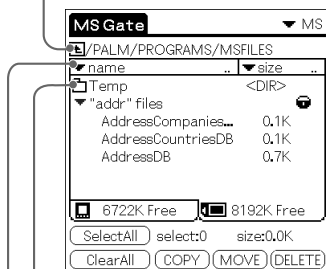 MS Gate MS
/PALM/PROGRAMS/MSFILES
name .. size ..
Temp <DIR>
"addr" files
AddressCompanies... 0.1K
AddressCountriesDB 0.1K
AddressDB 0.7K
6722K Free 8192K Free
SelectAll select:0 size:0.0K
ClearAll COPY MOVE DELETE